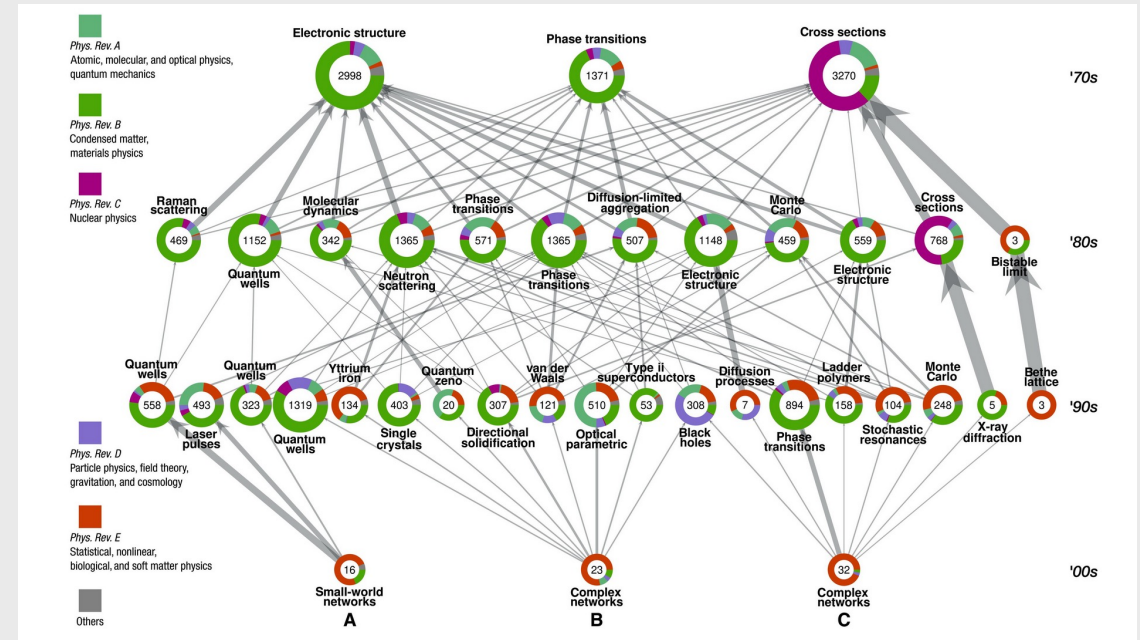 Phys. Rev. A
Atomic, molecular, and optical physics,
quantum mechanics
Phys. Rev. B
Condensed matter,
materials physics
Phys. Rev. C
Nuclear physics
Phys. Rev. D
Particle physics, field theory,
gravitation, and cosmology
Phys. Rev. E
Statistical, nonlinear,
biological, and soft matter physics
Others
Electronic structure
2998
Phase transitions
1371
Cross sections
3270
'70s
Raman
scattering
469
1152
Quantum
wells
Molecular
dynamics
342
1365
Neutron
scattering
Phase
transitions
571
1365
Phase
transitions
Diffusion-limited
aggregation
507
1148
Electronic
structure
Monte
Carlo
459
559
Electronic
structure
Cross
sections
768
3
Bistable
limit
'80s
Quantum
wells
558
493
Laser
pulses
Quantum
wells
323
1319
Quantum
wells
Yttrium
iron
134
403
Single
crystals
Quantum
zeno
20
307
Directional
solidification
van der
Waals
121
510
Optical
parametric
Type ii
superconductors
53
308
Black
holes
Diffusion
processes
7
894
Phase
transitions
Ladder
polymers
158
104
Stochastic
resonances
Monte
Carlo
248
5
X-ray
diffraction
Bethe
lattice
3
'90s
16
Small-world
networks
A
23
Complex
networks
B
32
Complex
networks
C
'00s